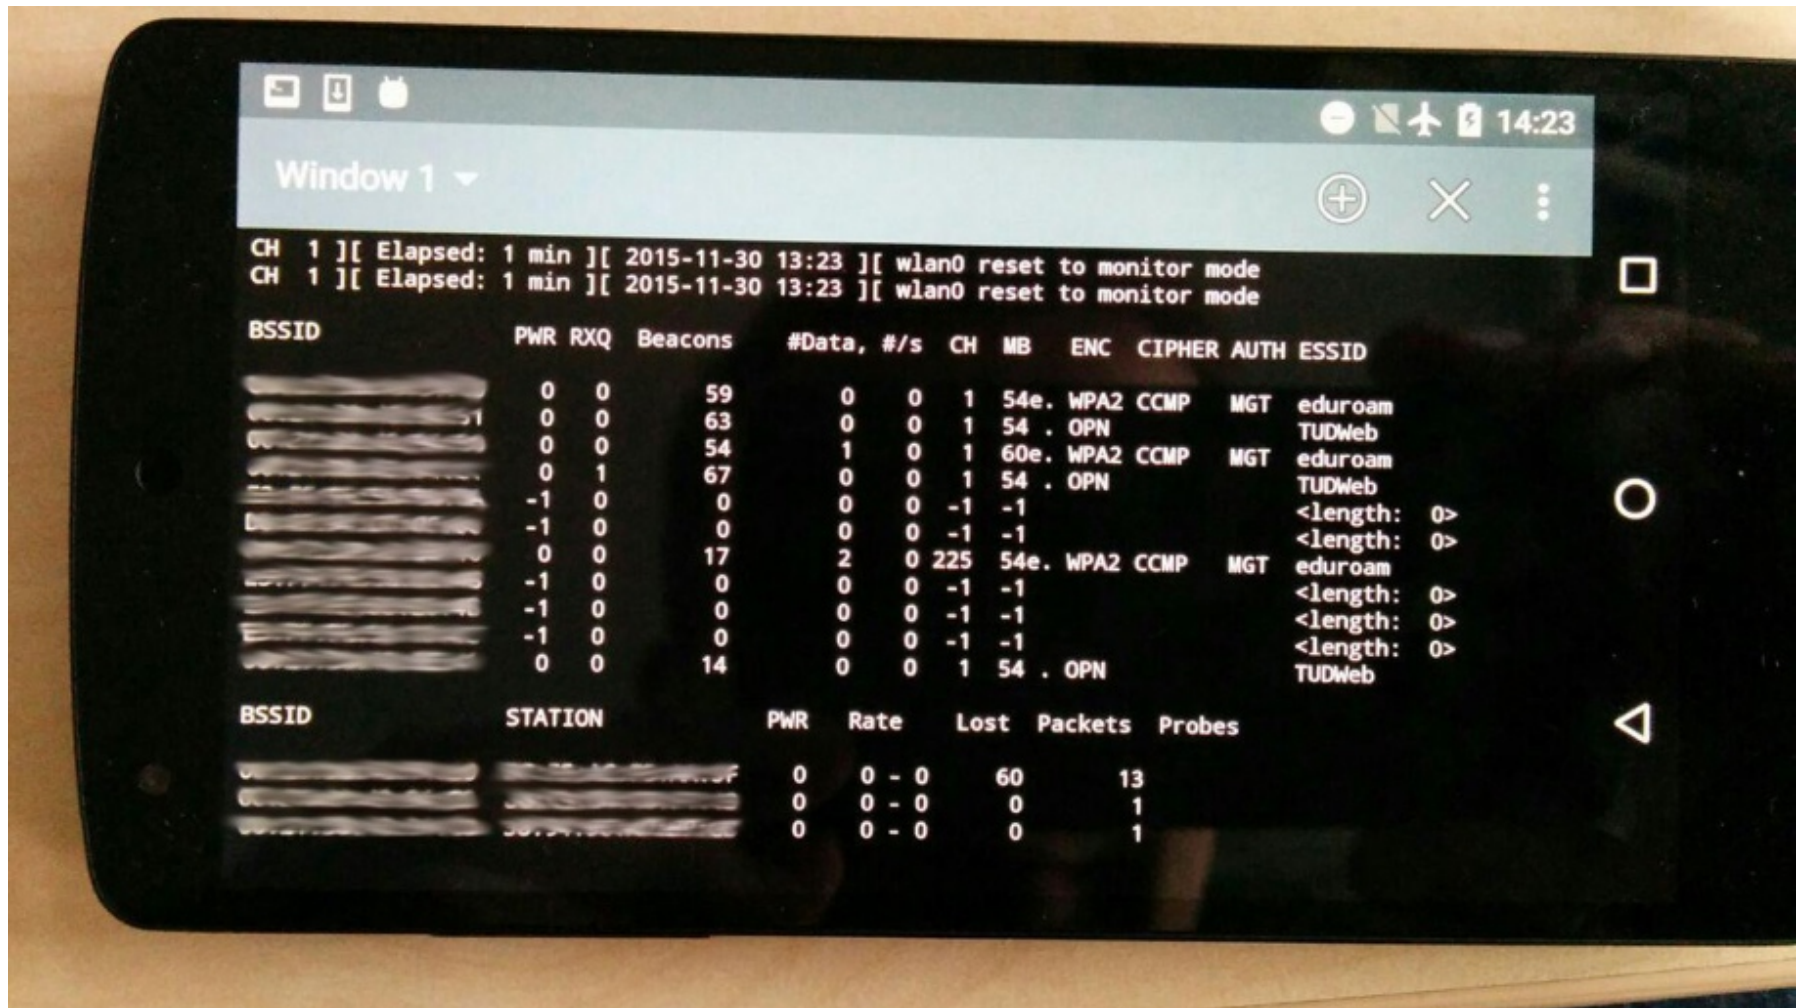 14:23
Window 1
CH 1 ][ Elapsed: 1 min ][ 2015-11-30 13:23 ][ wlan0 reset to monitor mode
CH 1 ][ Elapsed: 1 min ][ 2015-11-30 13:23 ][ wlan0 reset to monitor mode
BSSID PWR RXQ Beacons #Data, #/s CH MB ENC CIPHER AUTH ESSID
0 0 59 0 0 1 54e. WPA2 CCMP MGT eduroam
0 0 63 0 0 1 54 . OPN TUDWeb
0 0 54 1 0 1 60e. WPA2 CCMP MGT eduroam
0 1 67 0 0 1 54 . OPN TUDWeb
-1 0 0 0 0 -1 -1 <length: 0>
-1 0 0 0 0 -1 -1 <length: 0>
0 0 17 2 0 225 54e. WPA2 CCMP MGT eduroam
-1 0 0 0 0 -1 -1 <length: 0>
-1 0 0 0 0 -1 -1 <length: 0>
-1 0 0 0 0 -1 -1 <length: 0>
0 0 14 0 0 1 54 . OPN TUDWeb
BSSID STATION PWR Rate Lost Packets Probes
0 0 - 0 60 13
0 0 - 0 0 1
0 0 - 0 0 1